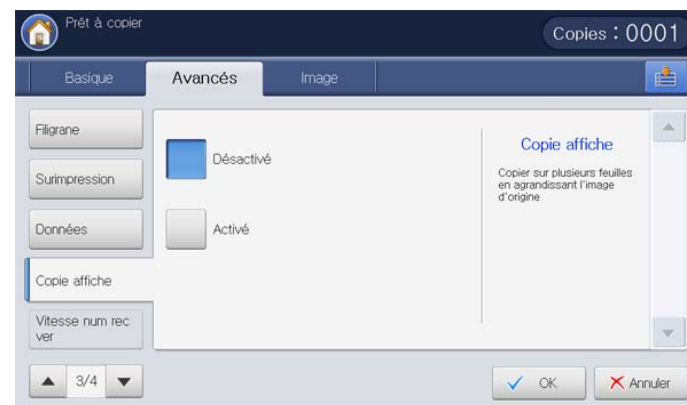 Prêt à copier
Copies : 0001
Basique
Avancés
Image
Filigrane
Surimpression
Données
Copie affiche
Vitesse num rec
ver
3/4
Désactivé
Activé
Copie affiche
Copier sur plusieurs feuilles
en agrandissant l'image
d'origine
OK
Annuler